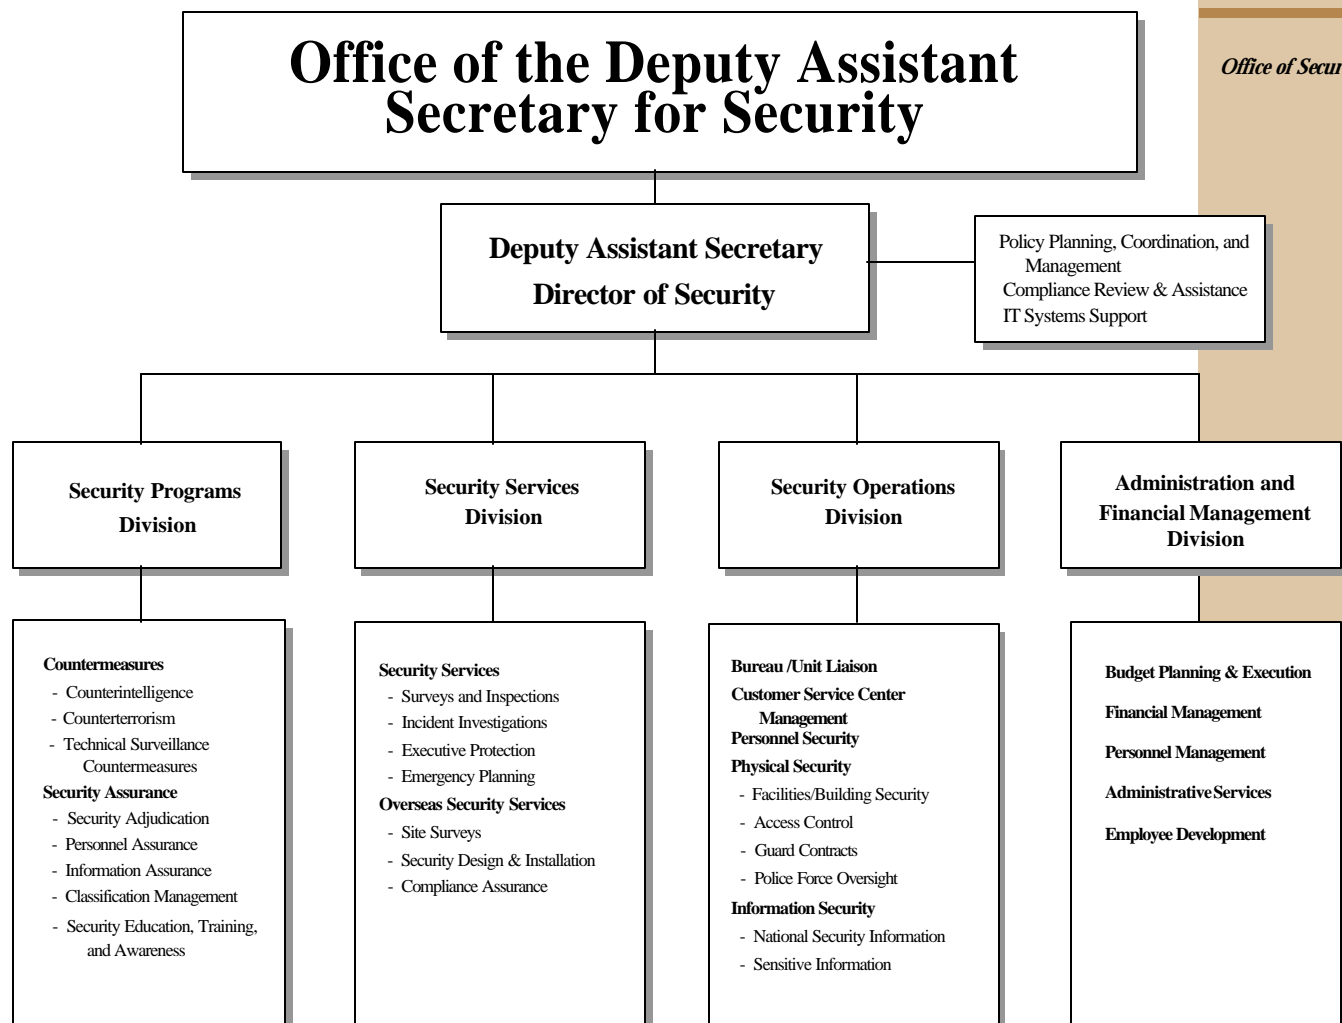 Office of the Deputy Assistant
Secretary for Security
Office of Secur
Deputy Assistant Secretary
Director of Security
Policy Planning, Coordination, and
Management
Compliance Review & Assistance
IT Systems Support
Security Programs
Division
Security Services
Division
Security Operations
Division
Administration and
Financial Management
Division
Countermeasures
- Counterintelligence
- Counterterrorism
- Technical Surveillance
Countermeasures
Security Assurance
- Security Adjudication
- Personnel Assurance
- Information Assurance
- Classification Management
- Security Education, Training,
and Awareness
Security Services
- Surveys and Inspections
- Incident Investigations
- Executive Protection
- Emergency Planning
Overseas Security Services
- Site Surveys
- Security Design & Installation
- Compliance Assurance
Bureau /Unit Liaison
Customer Service Center
Management
Personnel Security
Physical Security
- Facilities/Building Security
- Access Control
- Guard Contracts
- Police Force Oversight
Information Security
- National Security Information
- Sensitive Information
Budget Planning & Execution
Financial Management
Personnel Management
Administrative Services
Employee Development